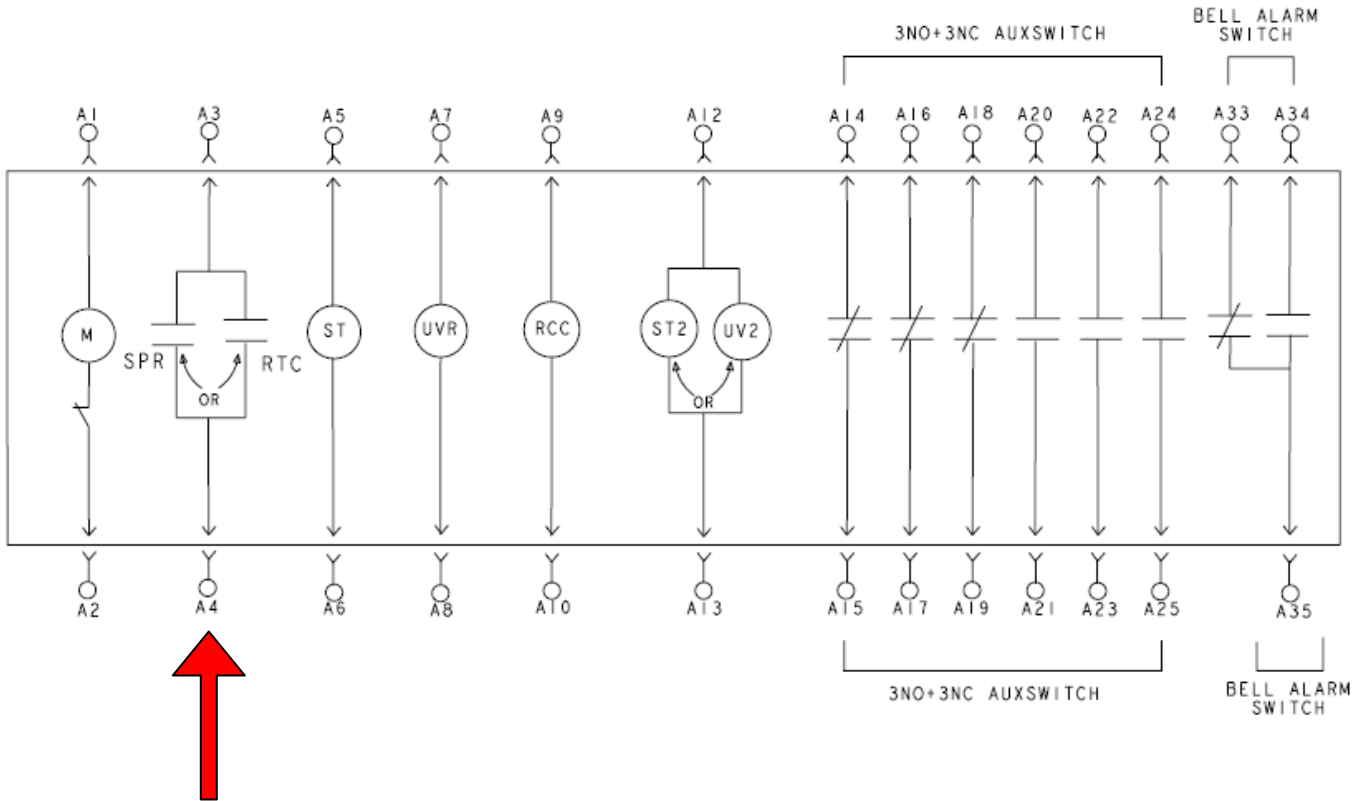 3NO+3NC AUXSWITCH
BELL ALARM
SWITCH
A1 A3 A5 A7 A9 A12 A14 A16 A18 A20 A22 A24 A33 A34
M SPR RTC ST UVR RCC ST2 UV2
OR OR
A2 A4 A6 A8 A10 A13 A15 A17 A19 A21 A23 A25 A35
3NO+3NC AUXSWITCH
BELL ALARM
SWITCH